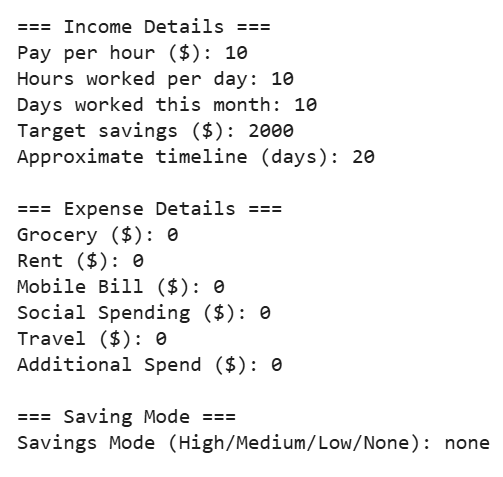 === Income Details ===
Pay per hour ($): 10
Hours worked per day: 10
Days worked this month: 10
Target savings ($): 2000
Approximate timeline (days): 20
=== Expense Details ===
Grocery ($): 0
Rent ($): 0
Mobile Bill ($): 0
Social Spending ($): 0
Travel ($): 0
Additional Spend ($): 0
=== Saving Mode ===
Savings Mode (High/Medium/Low/None): none